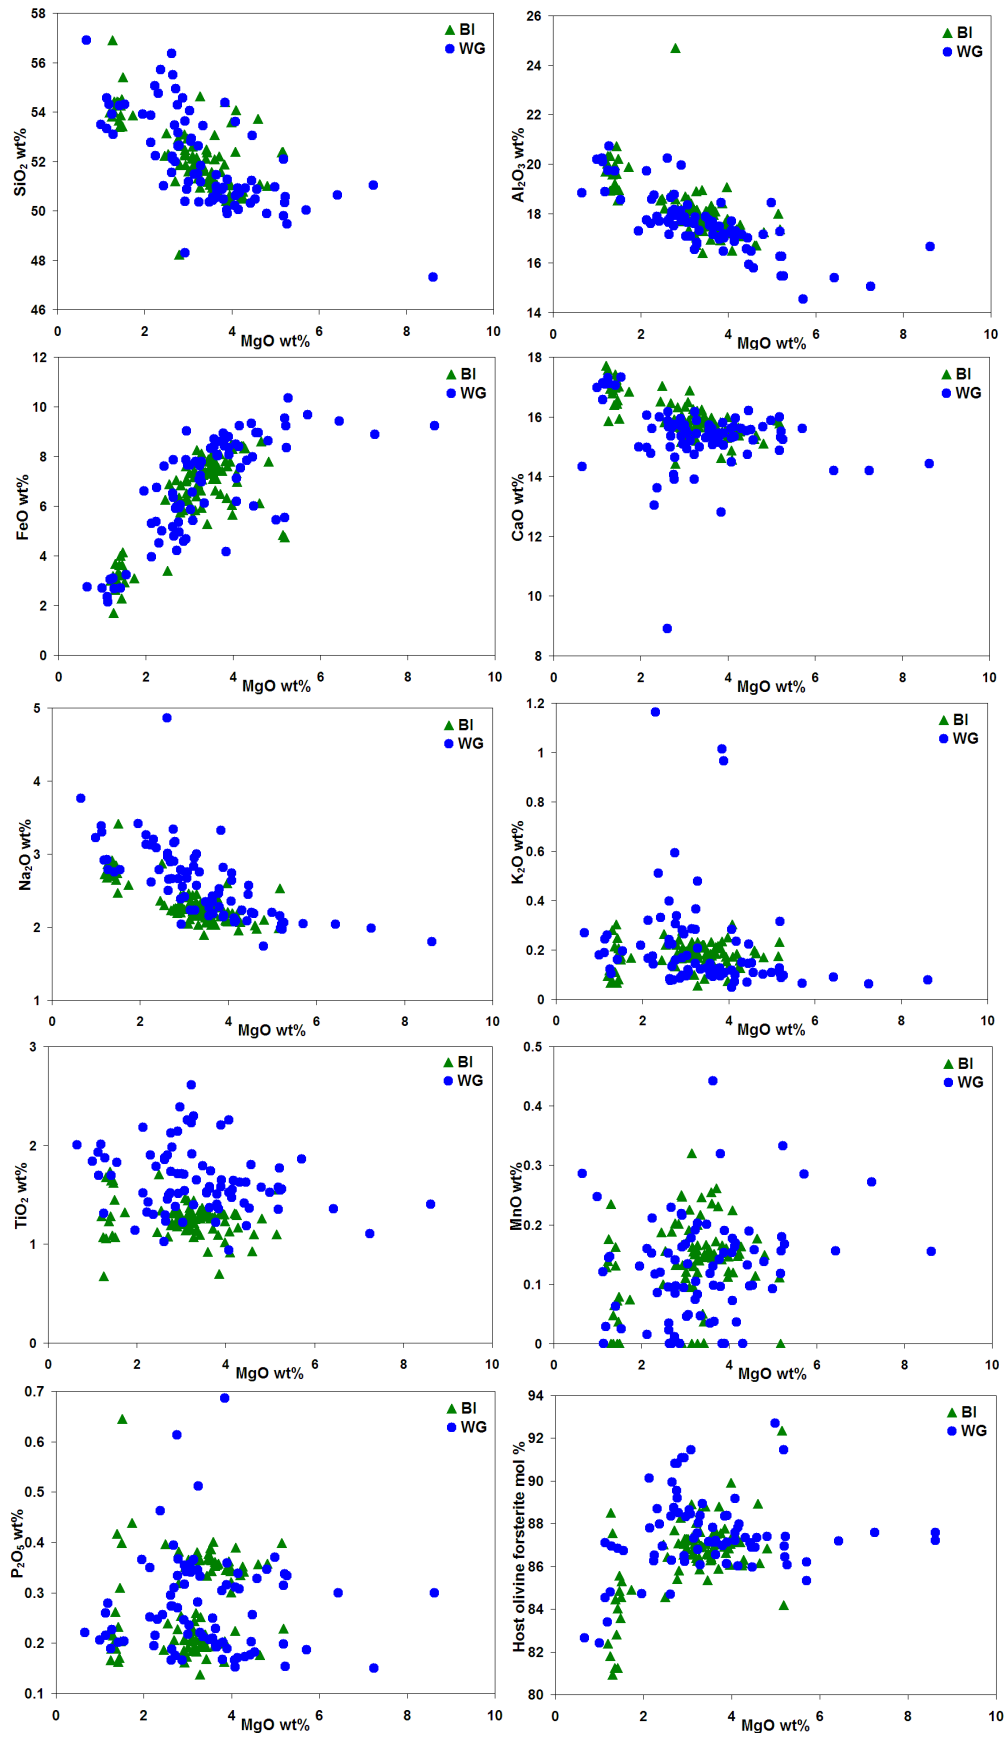 58
56
54
52
50
48
46
0 2 4 6 8 10
SiO₂ wt%
MgO wt%
BI
WG
26
24
22
20
18
16
14
0 2 4 6 8 10
Al₂O₃ wt%
MgO wt%
BI
WG
12
10
8
6
4
2
0
0 2 4 6 8 10
FeO wt%
MgO wt%
BI
WG
18
16
14
12
10
8
0 2 4 6 8 10
CaO wt%
MgO wt%
BI
WG
5
4
3
2
1
0 2 4 6 8 10
Na₂O wt%
MgO wt%
BI
WG
1.2
1
0.8
0.6
0.4
0.2
0
0 2 4 6 8 10
K₂O wt%
MgO wt%
BI
WG
3
2
1
0
0 2 4 6 8 10
TiO₂ wt%
MgO wt%
BI
WG
0.5
0.4
0.3
0.2
0.1
0
0 2 4 6 8 10
MnO wt%
MgO wt%
BI
WG
0.7
0.6
0.5
0.4
0.3
0.2
0.1
0 2 4 6 8 10
P₂O₅ wt%
MgO wt%
BI
WG
94
92
90
88
86
84
82
80
0 2 4 6 8 10
Host olivine forsterite mol %
MgO wt%
BI
WG